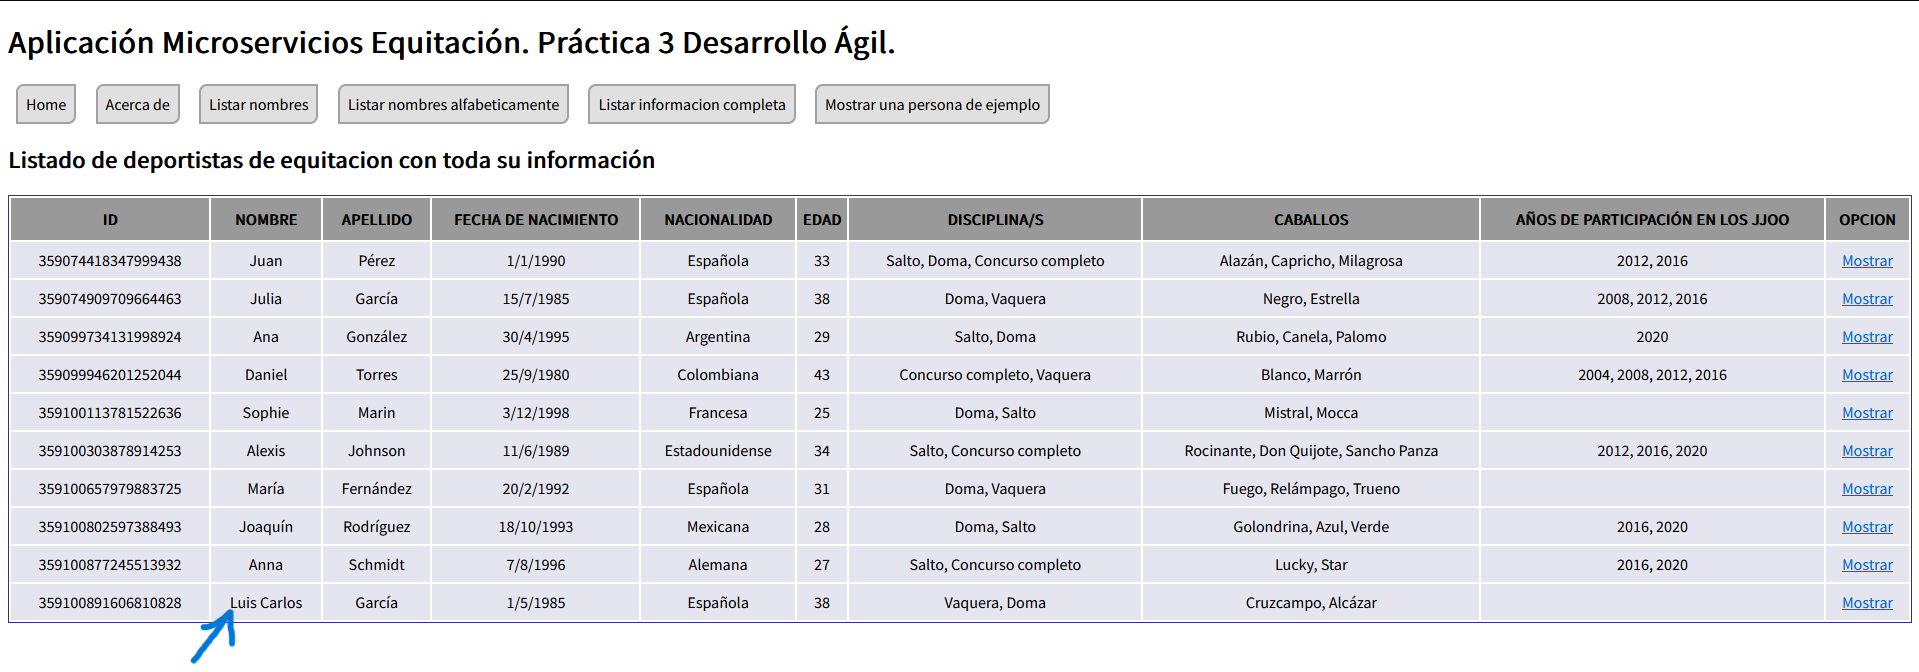 Aplicación Microservicios Equitación. Práctica 3 Desarrollo Ágil.
Home Acerca de Listar nombres Listar nombres alfabeticamente Listar informacion completa Mostrar una persona de ejemplo
Listado de deportistas de equitacion con toda su información
ID NOMBRE APELLIDO FECHA DE NACIMIENTO NACIONALIDAD EDAD DISCIPLINA/S CABALLOS AÑOS DE PARTICIPACIÓN EN LOS JJOO OPCION
359074418347999438 Juan Pérez 1/1/1990 Española 33 Salto, Doma, Concurso completo Alazán, Capricho, Milagrosa 2012, 2016 Mostrar
359074909709664463 Julia García 15/7/1985 Española 38 Doma, Vaquera Negro, Estrella 2008, 2012, 2016 Mostrar
359099734131998924 Ana González 30/4/1995 Argentina 29 Salto, Doma Rubio, Canela, Palomo 2020 Mostrar
359099946201252044 Daniel Torres 25/9/1980 Colombiana 43 Concurso completo, Vaquera Blanco, Marrón 2004, 2008, 2012, 2016 Mostrar
359100113781522636 Sophie Marin 3/12/1998 Francesa 25 Doma, Salto Mistral, Mocca Mostrar
359100303878914253 Alexis Johnson 11/6/1989 Estadounidense 34 Salto, Concurso completo Rocinante, Don Quijote, Sancho Panza 2012, 2016, 2020 Mostrar
359100657979883725 María Fernández 20/2/1992 Española 31 Doma, Vaquera Fuego, Relámpago, Trueno Mostrar
359100802597388493 Joaquín Rodríguez 18/10/1993 Mexicana 28 Doma, Salto Golondrina, Azul, Verde 2016, 2020 Mostrar
359100877245513932 Anna Schmidt 7/8/1996 Alemana 27 Salto, Concurso completo Lucky, Star 2016, 2020 Mostrar
359100891606810828 Luis Carlos García 1/5/1985 Española 38 Vaquera, Doma Cruzcampo, Alcázar Mostrar